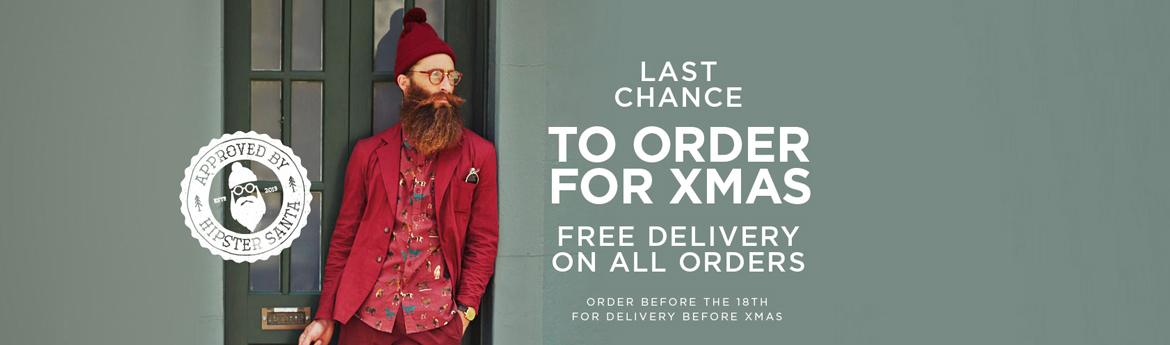 APPROVED BY
ESTD 2013
HIPSTER SANTA
LAST
CHANCE
TO ORDER
FOR XMAS
FREE DELIVERY
ON ALL ORDERS
ORDER BEFORE THE 18TH
FOR DELIVERY BEFORE XMAS